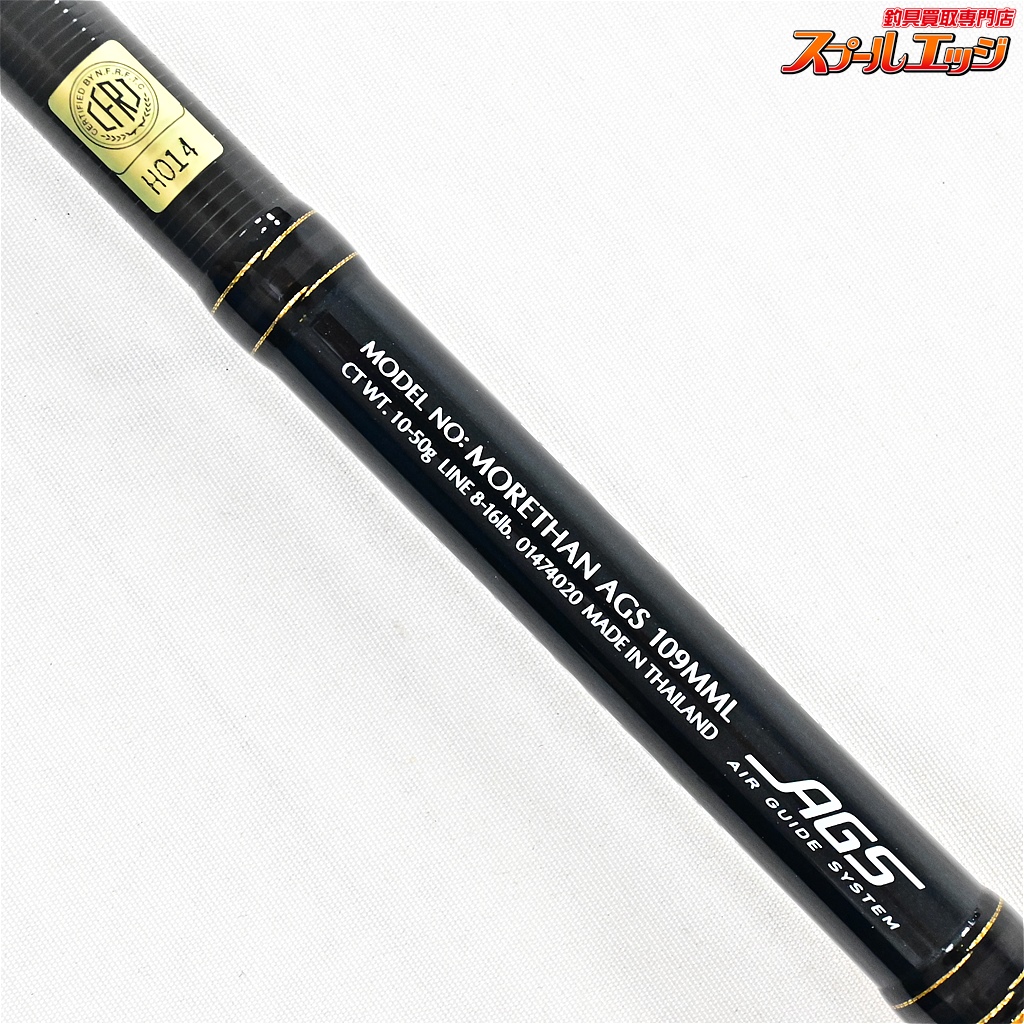 釣具買取専門店
スプールエッジ
CERTIFIED BY N.F.R.F.T.
CFRJ
H014
MODEL NO: MORETHAN AGS 109MML
CT WT. 10-50g LINE 8-16lb. 01474020 MADE IN THAILAND
AGS
AIR GUIDE SYSTEM